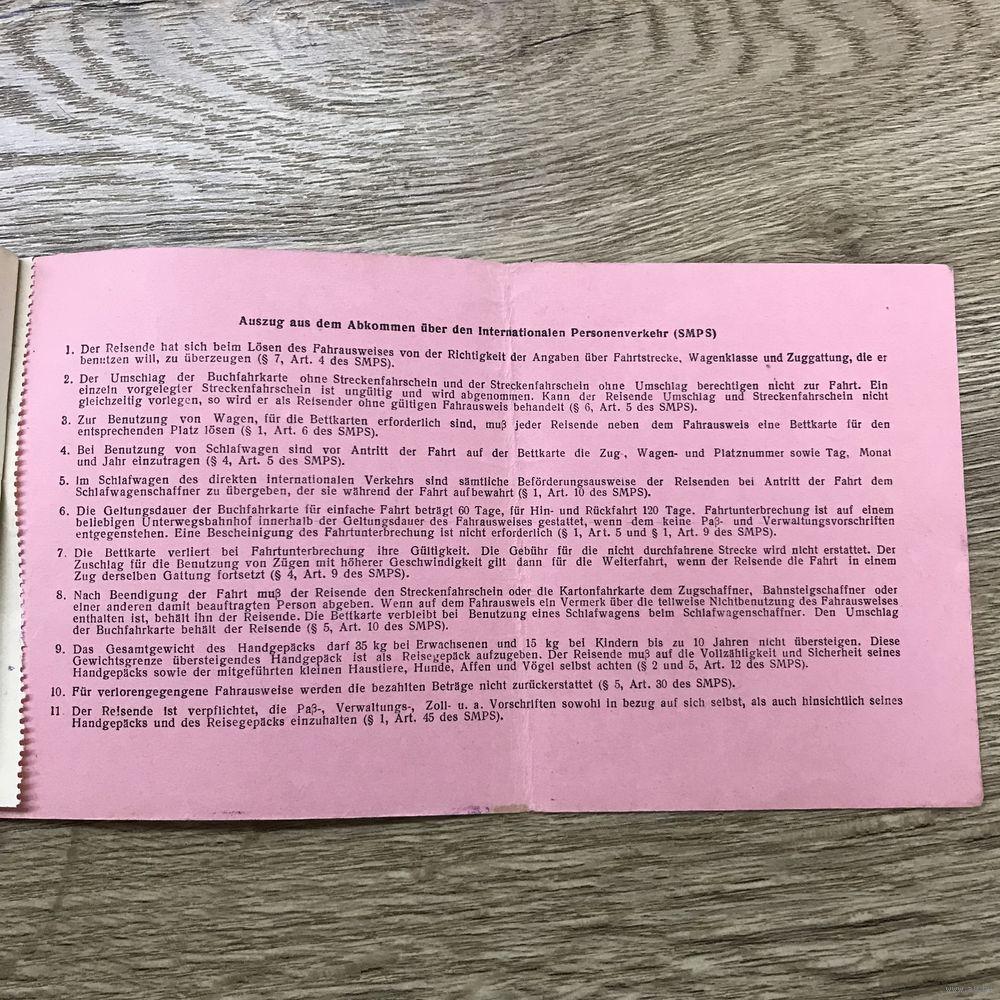 Auszug aus dem Abkommen über den Internationalen Personenverkehr (SMPS)
1. Der Reisende hat sich beim Lösen des Fahrausweises von der Richtigkeit der Angaben über Fahrtstrecke, Wagenklasse und Zuggattung, die er
benutzen will, zu überzeugen (§ 7, Art. 4 des SMPS).
2. Der Umschlag der Buchfahrkarte ohne Streckenfahrschein und der Streckenfahrschein ohne Umschlag berechtigen nicht zur Fahrt. Ein
einzeln vorgelegter Streckenfahrschein ist ungültig und wird abgenommen. Kann der Reisende Umschlag und Streckenfahrschein nicht
gleichzeitig vorlegen, so wird er als Reisender ohne gültigen Fahrausweis behandelt (§ 6, Art. 5 des SMPS).
3. Zur Benutzung von Wagen, für die Bettkarten erforderlich sind, muß jeder Reisende neben dem Fahrausweis eine Bettkarte für den
entsprechenden Platz lösen (§ 1, Art. 6 des SMPS).
4. Bei Benutzung von Schlafwagen sind vor Antritt der Fahrt auf der Bettkarte die Zug-, Wagen- und Platznummer sowie Tag, Monat
und Jahr einzutragen (§ 4, Art. 5 des SMPS).
5. Im Schlafwagen des direkten internationalen Verkehrs sind sämtliche Beförderungsausweise der Reisenden bei Antritt der Fahrt dem
Schlafwagenschaffner zu übergeben, der sie während der Fahrt aufbewahrt (§ 1, Art. 10 des SMPS).
6. Die Geltungsdauer der Buchfahrkarte für einfache Fahrt beträgt 60 Tage, für Hin- und Rückfahrt 120 Tage. Fahrtunterbrechung ist auf einem
beliebigen Unterwegsbahnhof innerhalb der Geltungsdauer des Fahrausweises gestattet, wenn dem keine Paß- und Verwaltungsvorschriften
entgegenstehen. Eine Bescheinigung des Fahrtunterbrechung ist nicht erforderlich (§ 1, Art. 5 und § 1, Art. 9 des SMPS).
7. Die Bettkarte verliert bei Fahrtunterbrechung ihre Gültigkeit. Die Gebühr für die nicht durchfahrene Strecke wird nicht erstattet. Der
Zuschlag für die Benutzung von Zügen mit höherer Geschwindigkeit gilt dann für die Weiterfahrt, wenn der Reisende die Fahrt in einem
Zug derselben Gattung fortsetzt (§ 4, Art. 9 des SMPS).
8. Nach Beendigung der Fahrt muß der Reisende den Streckenfahrschein oder die Kartonfahrkarte dem Zugschaffner, Bahnsteigschaffner oder
einer anderen damit beauftragten Person abgeben. Wenn auf dem Fahrausweis ein Vermerk über die teilweise Nichtbenutzung des Fahrausweises
enthalten ist, behält ihn der Reisende. Die Bettkarte verbleibt bei Benutzung eines Schlafwagens beim Schlafwagenschaffner. Den Umschlag
der Buchfahrkarte behält der Reisende (§ 5, Art. 10 des SMPS).
9. Das Gesamtgewicht des Handgepäcks darf 35 kg bei Erwachsenen und 15 kg bei Kindern bis zu 10 Jahren nicht übersteigen. Diese
Gewichtsgrenze übersteigendes Handgepäck ist als Reisegepäck aufzugeben. Der Reisende muß auf die Vollzähligkeit und Sicherheit seines
Handgepäcks sowie der mitgeführten kleinen Haustiere, Hunde, Affen und Vögel selbst achten (§ 2 und 5, Art. 12 des SMPS).
10. Für verlorengegengene Fahrausweise werden die bezahlten Beträge nicht zurückerstattet (§ 5, Art. 30 des SMPS).
11. Der Reisende ist verpflichtet, die Paß-, Verwaltungs-, Zoll- u. a. Vorschriften sowohl in bezug auf sich selbst, als auch hinsichtlich seines
Handgepäcks und des Reisegepäcks einzuhalten (§ 1, Art. 45 des SMPS).